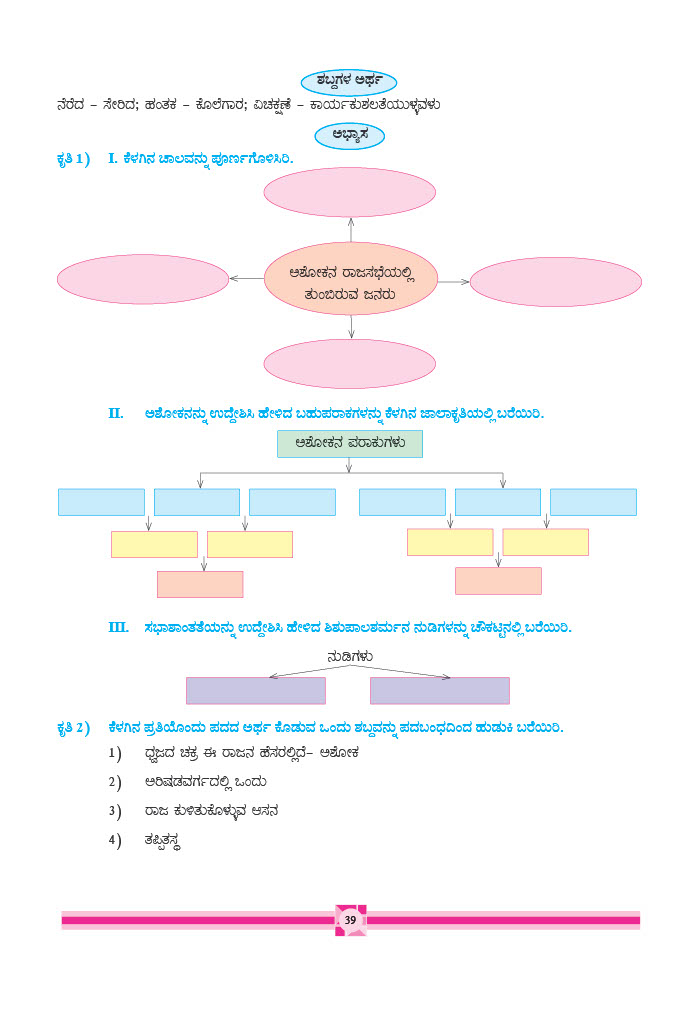 ಶಬ್ದಗಳ ಅರ್ಥ
ನೆರೆದ – ಸೇರಿದ; ಹಂತಕ – ಕೊಲೆಗಾರ; ವಿಚಕ್ಷಣೆ – ಕಾರ್ಯಕುಶಲತೆಯುಳ್ಳವಳು
ಅಭ್ಯಾಸ
ಕೃತಿ 1) I. ಕೆಳಗಿನ ಜಾಲವನ್ನು ಪೂರ್ಣಗೊಳಿಸಿರಿ.
ಅಶೋಕನ ರಾಜಸಭೆಯಲ್ಲಿ
ತುಂಬಿರುವ ಜನರು
II. ಅಶೋಕನನ್ನು ಉದ್ದೇಶಿಸಿ ಹೇಳಿದ ಬಹುಪರಾಕಗಳನ್ನು ಕೆಳಗಿನ ಜಾಲಾಕೃತಿಯಲ್ಲಿ ಬರೆಯಿರಿ.
ಅಶೋಕನ ಪರಾಕುಗಳು
III. ಸಭಾಶಾಂತತೆಯನ್ನು ಉದ್ದೇಶಿಸಿ ಹೇಳಿದ ಶಿಶುಪಾಲಶರ್ಮನ ನುಡಿಗಳನ್ನು ಚೌಕಟ್ಟಿನಲ್ಲಿ ಬರೆಯಿರಿ.
ನುಡಿಗಳು
ಕೃತಿ 2) ಕೆಳಗಿನ ಪ್ರತಿಯೊಂದು ಪದದ ಅರ್ಥ ಕೊಡುವ ಒಂದು ಶಬ್ದವನ್ನು ಪದಬಂಧದಿಂದ ಹುಡುಕಿ ಬರೆಯಿರಿ.
1) ಧ್ವಜದ ಚಕ್ರ ಈ ರಾಜನ ಹೆಸರಲ್ಲಿದೆ– ಅಶೋಕ
2) ಅರಿಷಡವರ್ಗದಲ್ಲಿ ಒಂದು
3) ರಾಜ ಕುಳಿತುಕೊಳ್ಳುವ ಆಸನ
4) ತಪ್ಪಿತಸ್ಥ
39